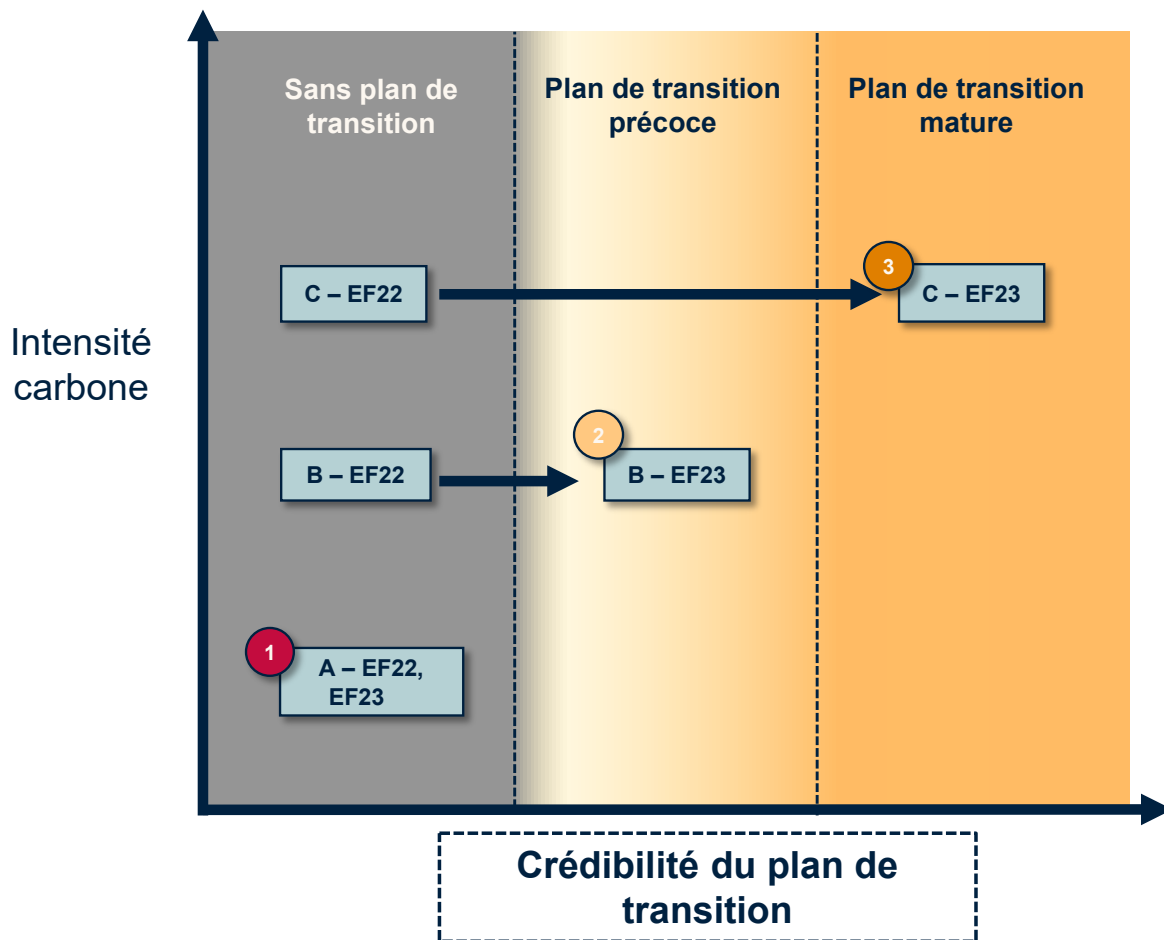 Sans plan de
transition
Plan de transition
précoce
Plan de transition
mature
Intensité
carbone
C – EF22
3
C – EF23
B – EF22
2
B – EF23
1
A – EF22,
EF23
Crédibilité du plan de
transition